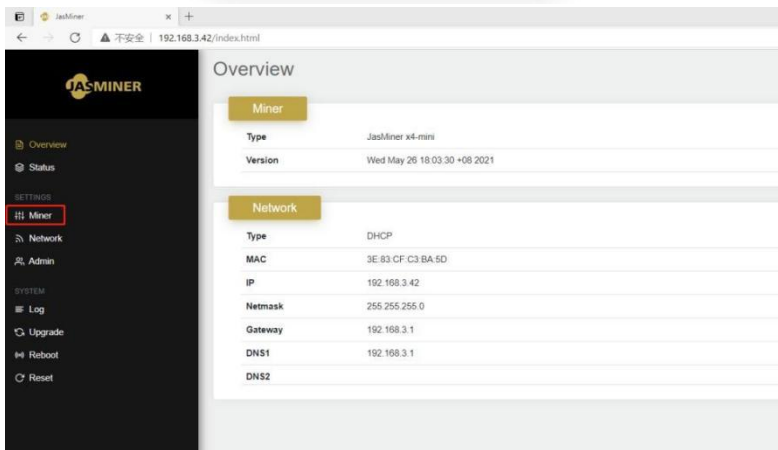 JasMiner
不安全 | 192.168.3.42/index.html
JASMINER
Overview
Status
SETTINGS
Miner
Network
Admin
SYSTEM
Log
Upgrade
Reboot
Reset
Overview
Miner
Type JasMiner x4-mini
Version Wed May 26 18:03:30 +08 2021
Network
Type DHCP
MAC 3E:83:CF:C3:BA:5D
IP 192.168.3.42
Netmask 255.255.255.0
Gateway 192.168.3.1
DNS1 192.168.3.1
DNS2